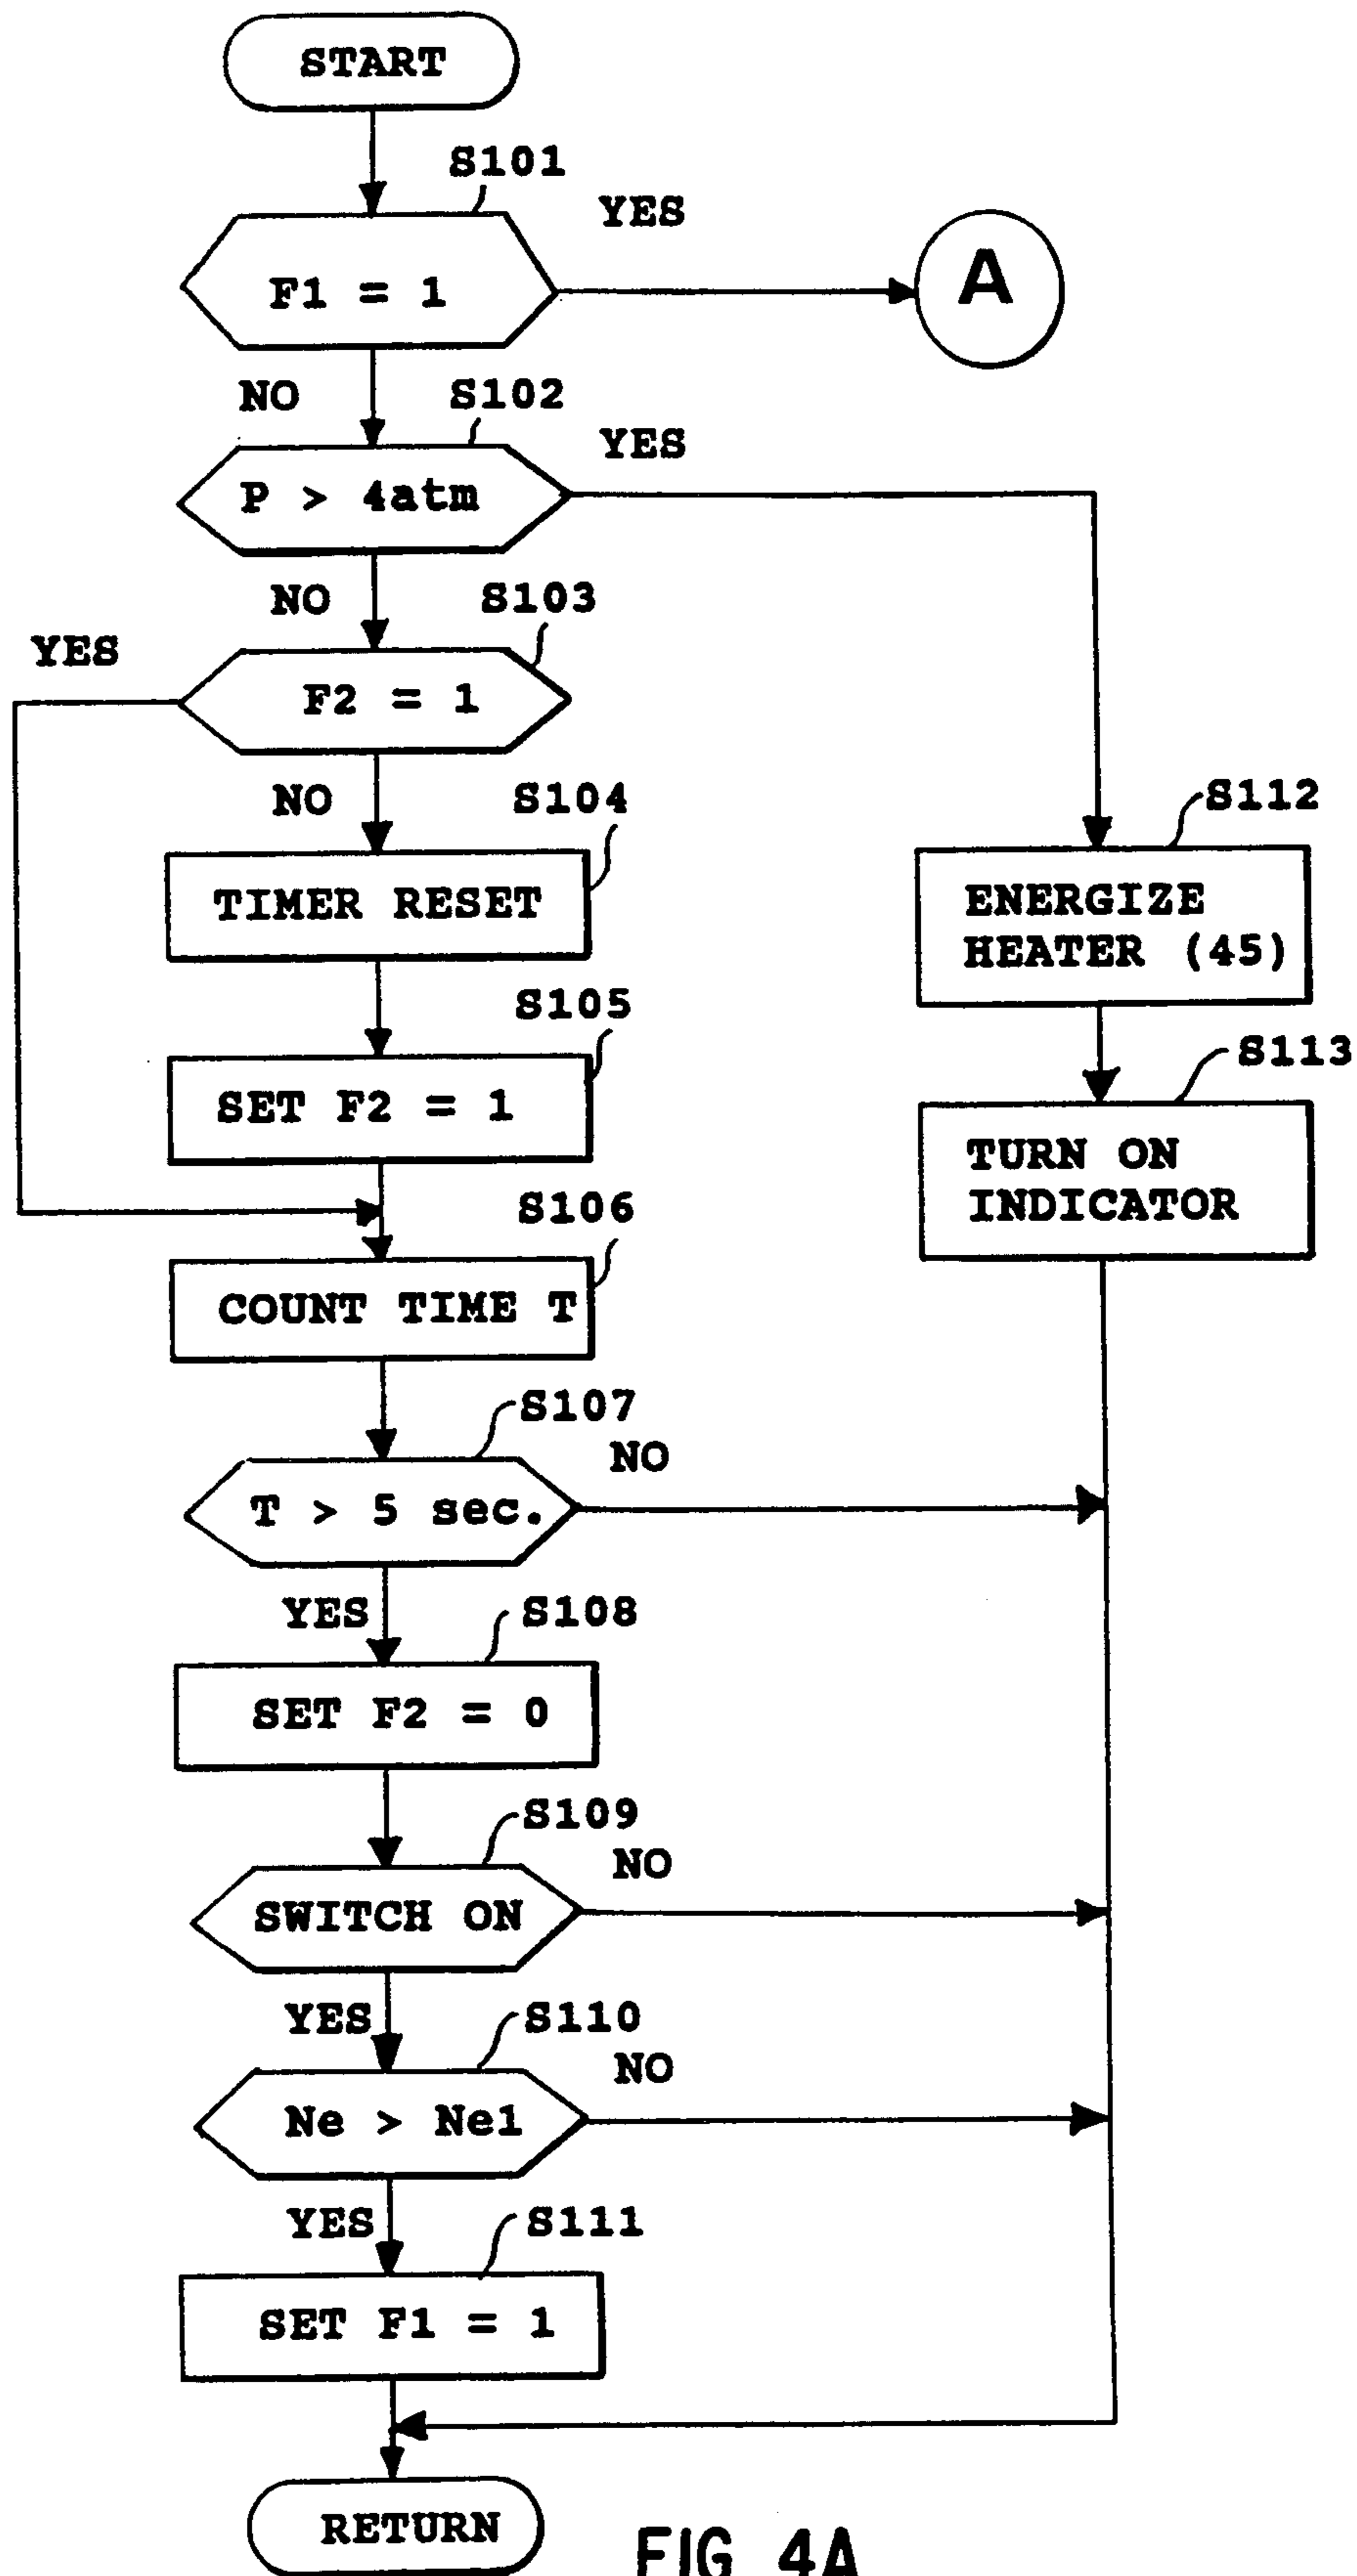 START
S101
YES
F1 = 1
A
NO
S102
YES
P > 4atm
NO
S103
YES
F2 = 1
NO
S104
TIMER RESET
S112
ENERGIZE
HEATER (45)
S105
SET F2 = 1
S113
TURN ON
INDICATOR
S106
COUNT TIME T
S107
NO
T > 5 sec.
YES
S108
SET F2 = 0
S109
NO
SWITCH ON
YES
S110
NO
Ne > Ne1
YES
S111
SET F1 = 1
RETURN
FIG 4A